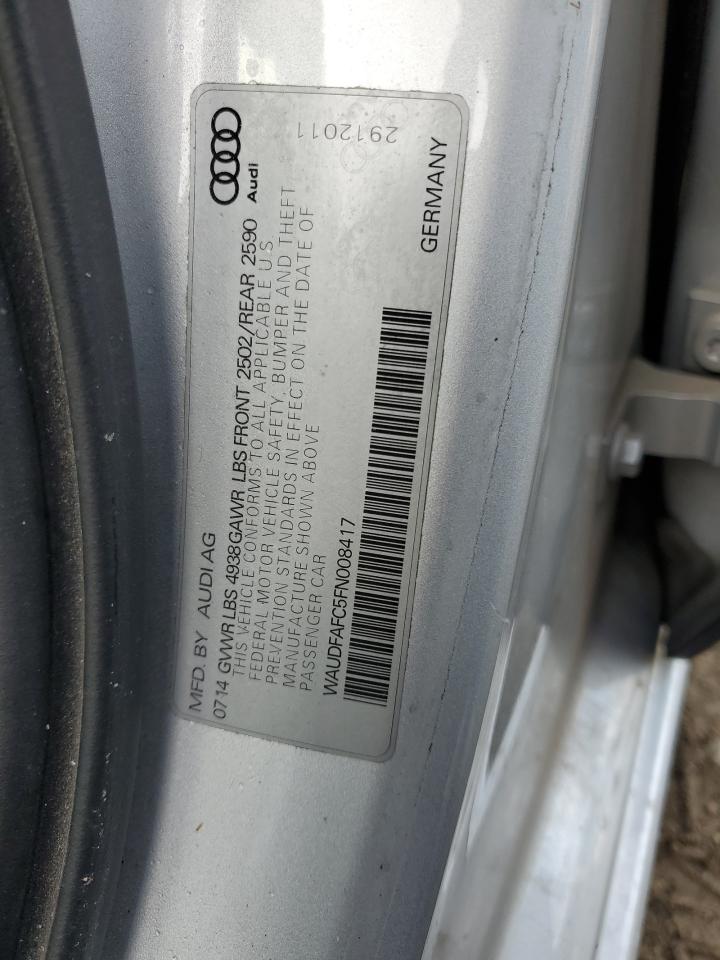 MFD. BY AUDI AG
07 14 GVWR LBS 4938 GAWR LBS FRONT 2502/REAR 2590
THIS VEHICLE CONFORMS TO ALL APPLICABLE U.S
FEDERAL MOTOR VEHICLE SAFETY, BUMPER AND THEFT
PREVENTION STANDARDS IN EFFECT ON THE DATE OF
MANUFACTURE SHOWN ABOVE
PASSENGER CAR
WAUDFAFC5FN008417
Audi
2912011
GERMANY